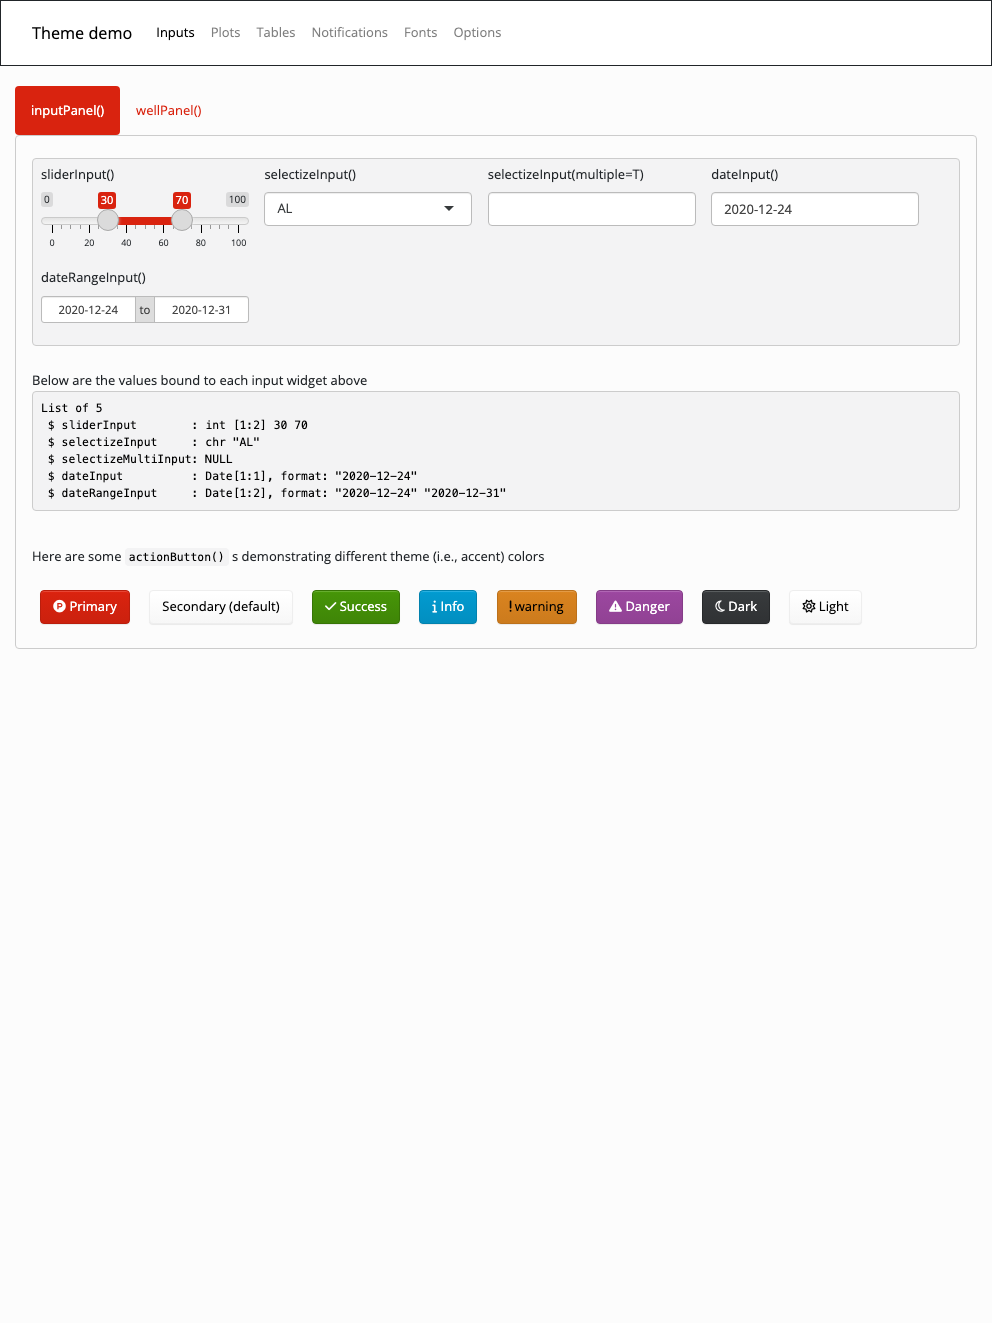 Theme demo Inputs Plots Tables Notifications Fonts Options
inputPanel() wellPanel()
sliderInput() selectizeInput() selectizeInput(multiple=T) dateInput()
0 30 70 100
AL 2020-12-24
0 20 40 60 80 100
dateRangeInput()
2020-12-24 to 2020-12-31
Below are the values bound to each input widget above
List of 5
$ sliderInput : int [1:2] 30 70
$ selectizeInput : chr "AL"
$ selectizeMultiInput: NULL
$ dateInput : Date[1:1], format: "2020-12-24"
$ dateRangeInput : Date[1:2], format: "2020-12-24" "2020-12-31"
Here are some actionButton() s demonstrating different theme (i.e., accent) colors
Primary Secondary (default) Success Info warning Danger Dark Light